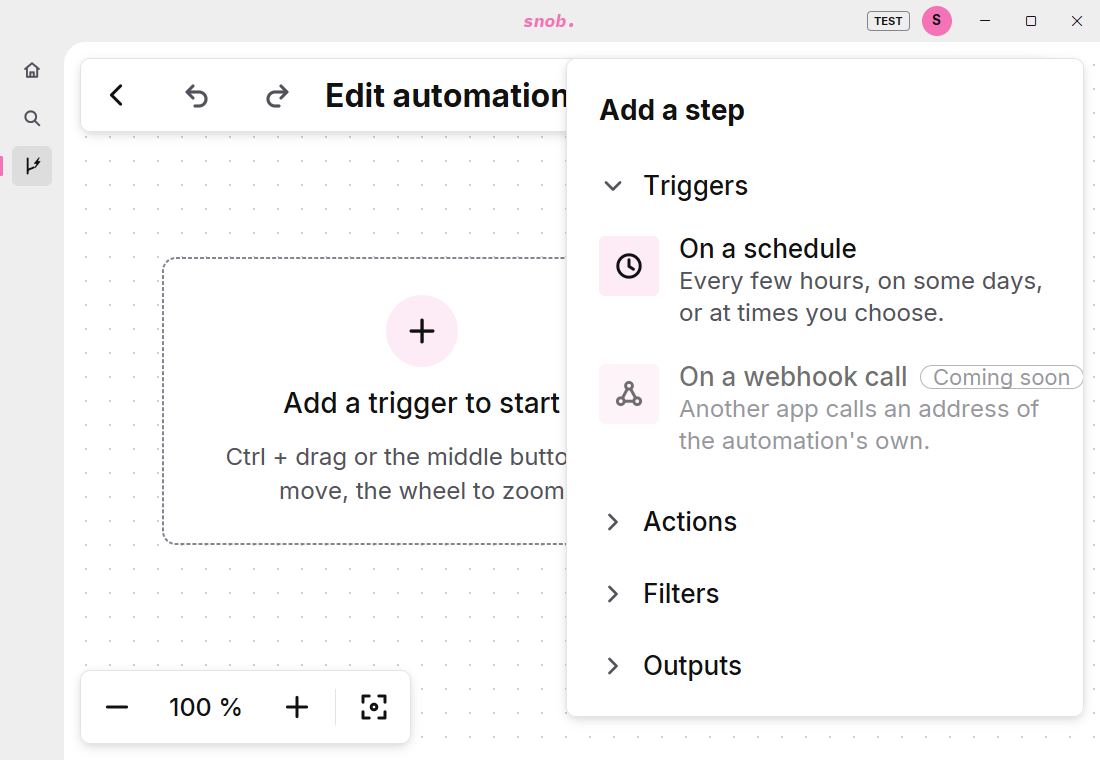 snob.
TEST
S
Edit automation
Add a step
Triggers
On a schedule
Every few hours, on some days,
or at times you choose.
On a webhook call
Coming soon
Another app calls an address of
the automation's own.
Actions
Filters
Outputs
Add a trigger to start
Ctrl + drag or the middle butto
move, the wheel to zoom
100 %